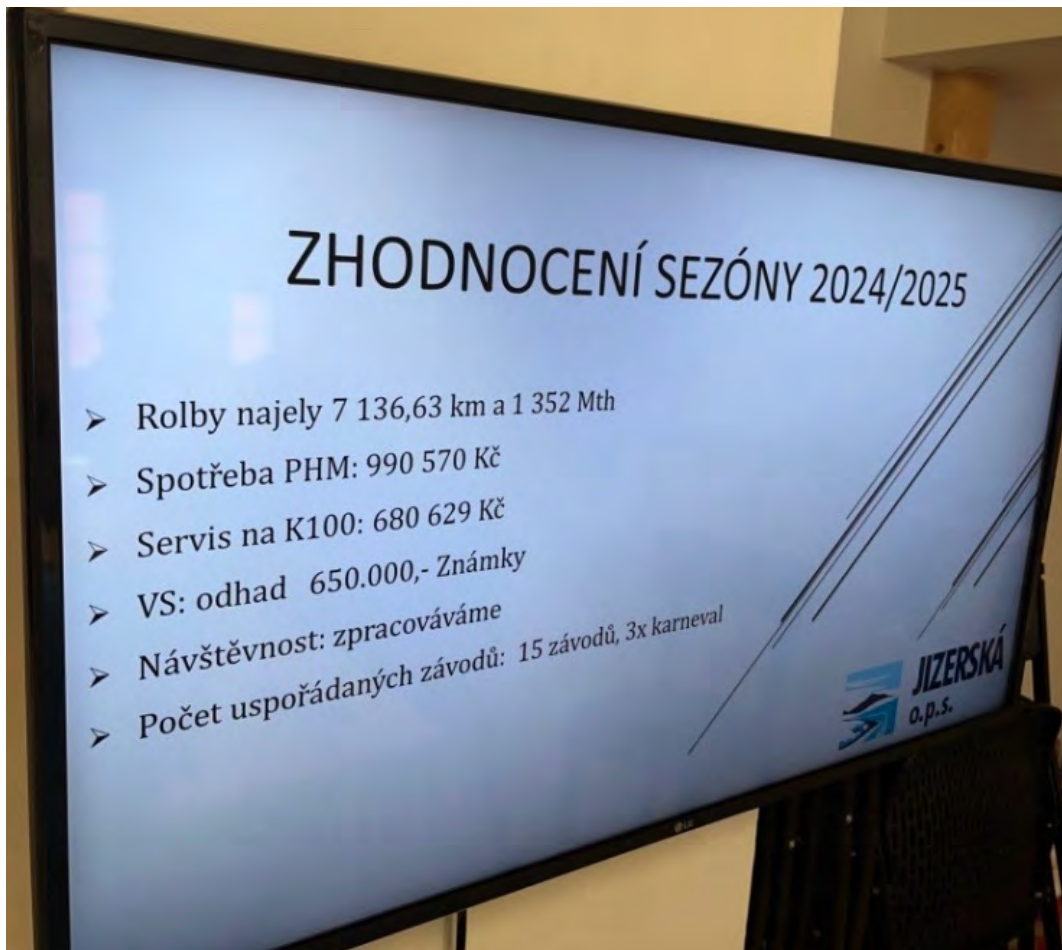 ZHODNOCENÍ SEZÓNY 2024/2025
➢ Rolby najely 7 136,63 km a 1 352 Mth
➢ Spotřeba PHM: 990 570 Kč
➢ Servis na K100: 680 629 Kč
➢ VS: odhad 650.000,- Známky
➢ Návštěvnost: zpracováváme
➢ Počet uspořádaných závodů: 15 závodů, 3x karneval
JIZERSKÁ
o.p.s.
LG